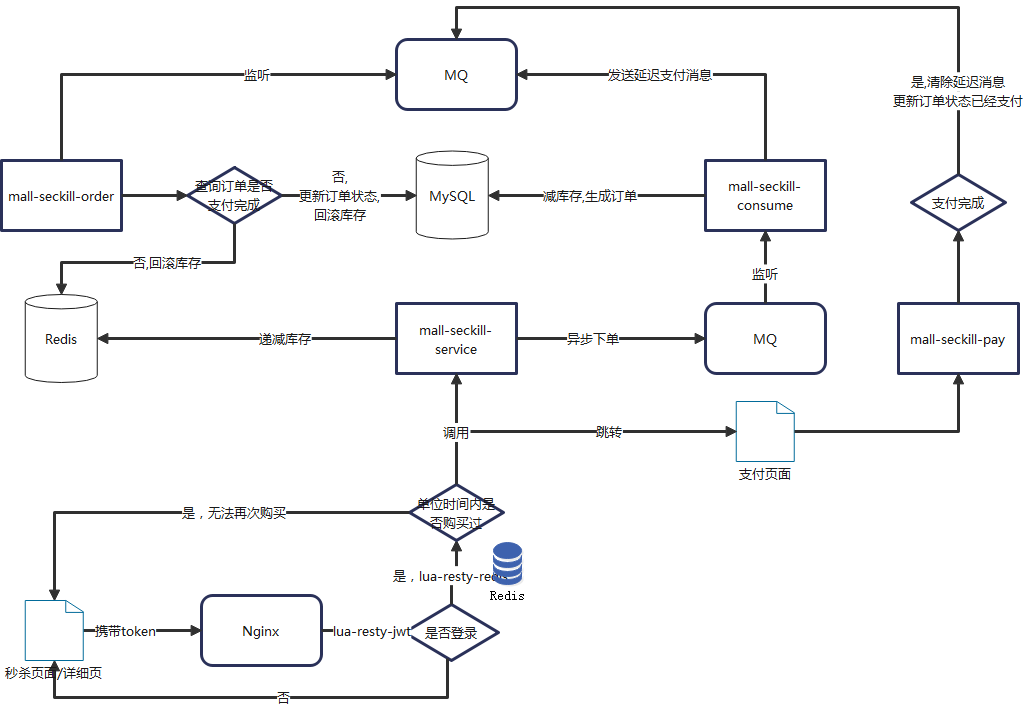 监听
MQ
发送延迟支付消息
是,清除延迟消息
更新订单状态已经支付
mall-seckill-order
查询订单是否
支付完成
否,
更新订单状态,
回滚库存
MySQL
减库存,生成订单
mall-seckill-
consume
支付完成
否,回滚库存
监听
Redis
递减库存
mall-seckill-
service
异步下单
MQ
mall-seckill-pay
调用
跳转
支付页面
单位时间内是
否购买过
是，无法再次购买
是，lua-resty-redis
Redis
携带token
Nginx
lua-resty-jwt
是否登录
秒杀页面/详细页
否